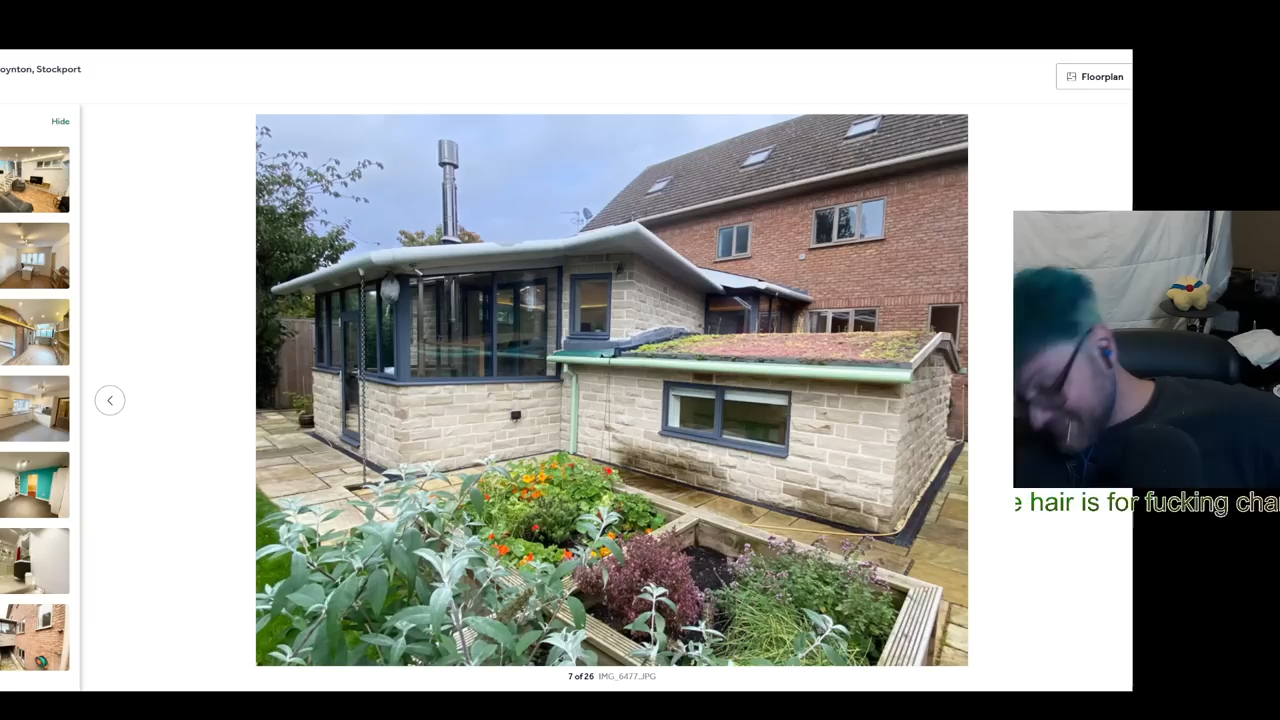 oynton, Stockport
Floorplan
Hide
7 of 26 IMG_6477.JPG
e hair is for fucking cha